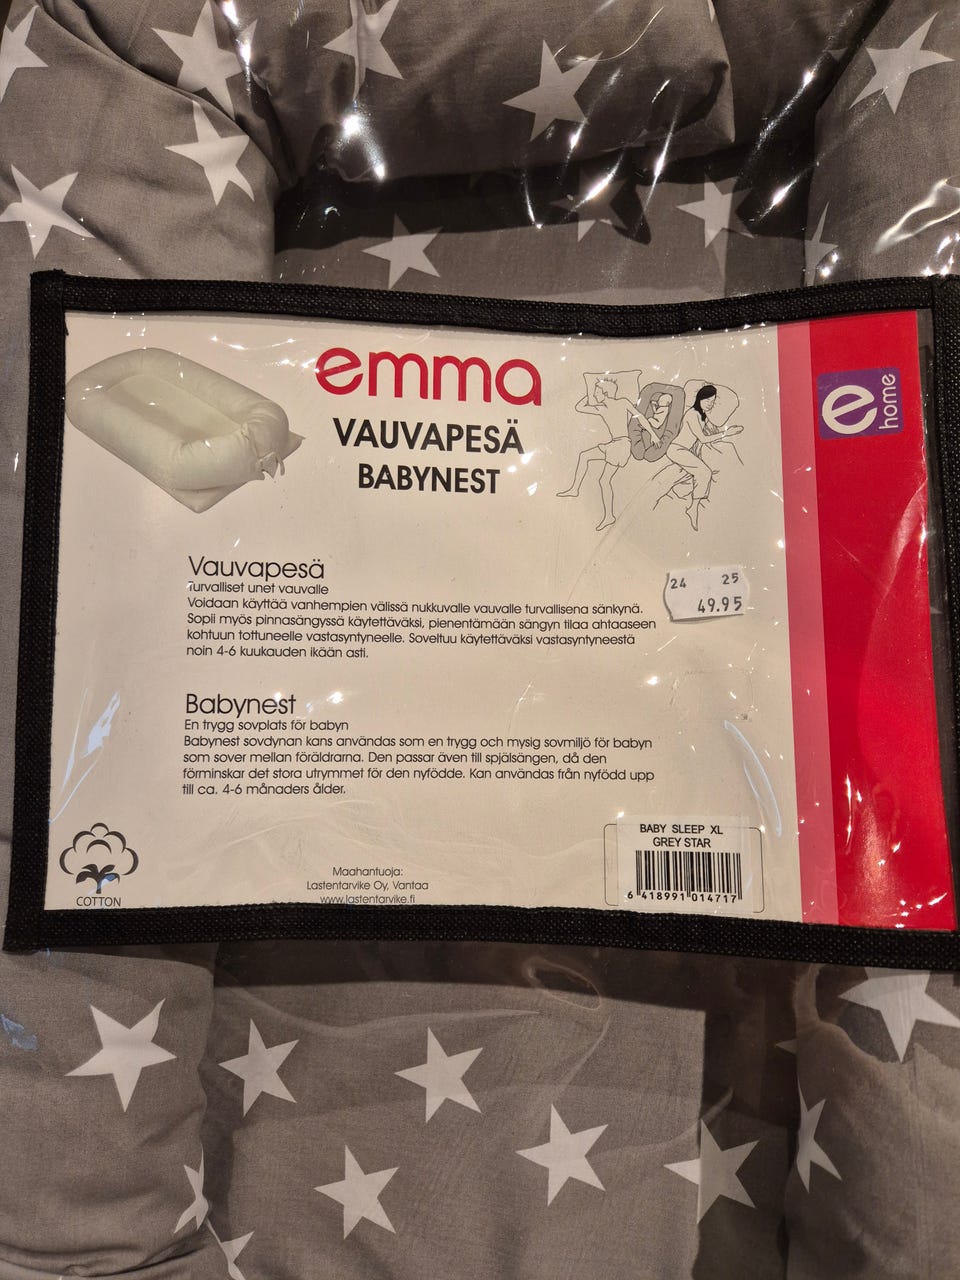 emma
VAUVAPESÄ
BABYNEST
e home
Vauvapesä
Turvalliset unet vauvalle
Voidaan käyttää vanhempien välissä nukkuvalle vauvalle turvallisena sänkynä.
Sopii myös pinnasängyssä käytettäväksi, pienentämään sängyn tilaa ahtaaseen
kohtuun tottuneelle vastasyntyneelle. Soveltuu käytettäväksi vastasyntyneestä
noin 4-6 kuukauden ikään asti.
24 25
49.95
Babynest
En trygg sovplats för babyn
Babynest sovdynan kans användas som en trygg och mysig sovmiljö för babyn
som sover mellan föräldrarna. Den passar även till spjälsängen, då den
förminskar det stora utrymmet för den nyfödde. Kan användas från nyfödd upp
till ca. 4-6 månaders ålder.
COTTON
Maahantuoja:
Lastentarvike Oy, Vantaa
www.lastentarvike.fi
BABY SLEEP XL
GREY STAR
6 418991 014717